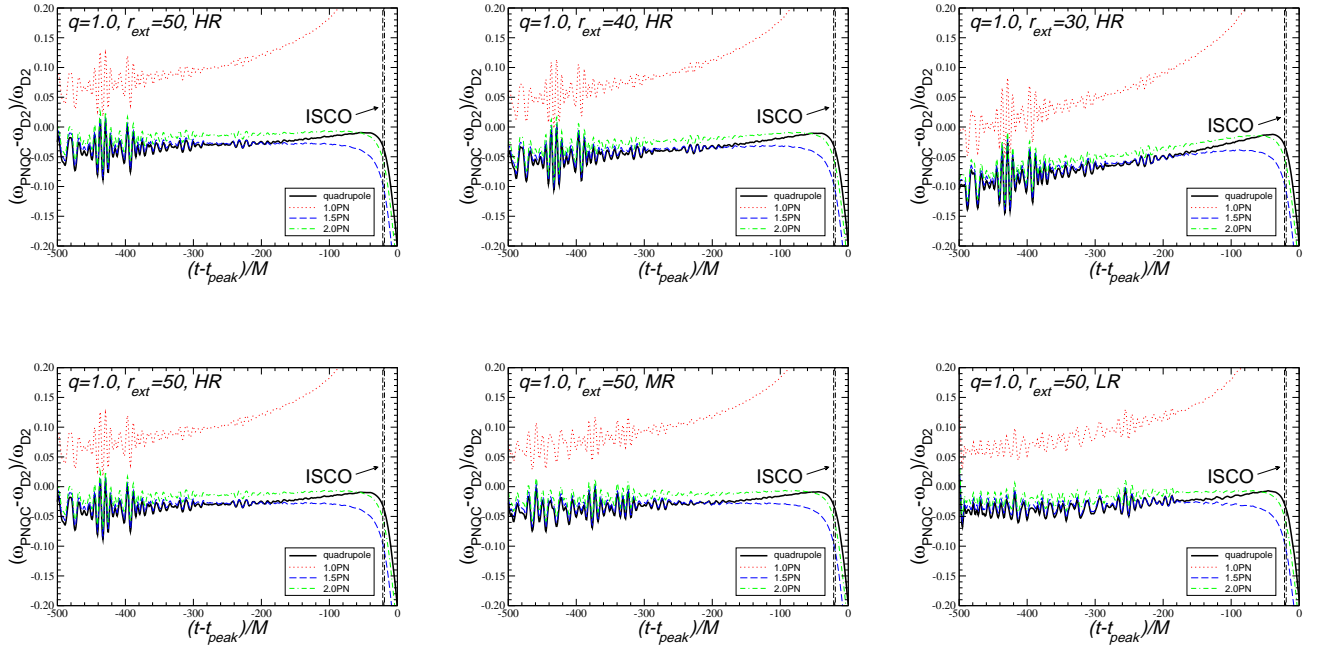 q=1.0, r_ext=50, HR
(ω_PNQC-ω_D2)/ω_D2
0.20
0.15
0.10
0.05
0.00
-0.05
-0.10
-0.15
-0.20
ISCO
quadrupole
1.0PN
1.5PN
2.0PN
-500 -400 -300 -200 -100 0
(t-t_peak)/M
q=1.0, r_ext=40, HR
(ω_PNQC-ω_D2)/ω_D2
0.20
0.15
0.10
0.05
0.00
-0.05
-0.10
-0.15
-0.20
ISCO
quadrupole
1.0PN
1.5PN
2.0PN
-500 -400 -300 -200 -100 0
(t-t_peak)/M
q=1.0, r_ext=30, HR
(ω_PNQC-ω_D2)/ω_D2
0.20
0.15
0.10
0.05
0.00
-0.05
-0.10
-0.15
-0.20
ISCO
quadrupole
1.0PN
1.5PN
2.0PN
-500 -400 -300 -200 -100 0
(t-t_peak)/M
q=1.0, r_ext=50, HR
(ω_PNQC-ω_D2)/ω_D2
0.20
0.15
0.10
0.05
0.00
-0.05
-0.10
-0.15
-0.20
ISCO
quadrupole
1.0PN
1.5PN
2.0PN
-500 -400 -300 -200 -100 0
(t-t_peak)/M
q=1.0, r_ext=50, MR
(ω_PNQC-ω_D2)/ω_D2
0.20
0.15
0.10
0.05
0.00
-0.05
-0.10
-0.15
-0.20
ISCO
quadrupole
1.0PN
1.5PN
2.0PN
-500 -400 -300 -200 -100 0
(t-t_peak)/M
q=1.0, r_ext=50, LR
(ω_PNQC-ω_D2)/ω_D2
0.20
0.15
0.10
0.05
0.00
-0.05
-0.10
-0.15
-0.20
ISCO
quadrupole
1.0PN
1.5PN
2.0PN
-500 -400 -300 -200 -100 0
(t-t_peak)/M